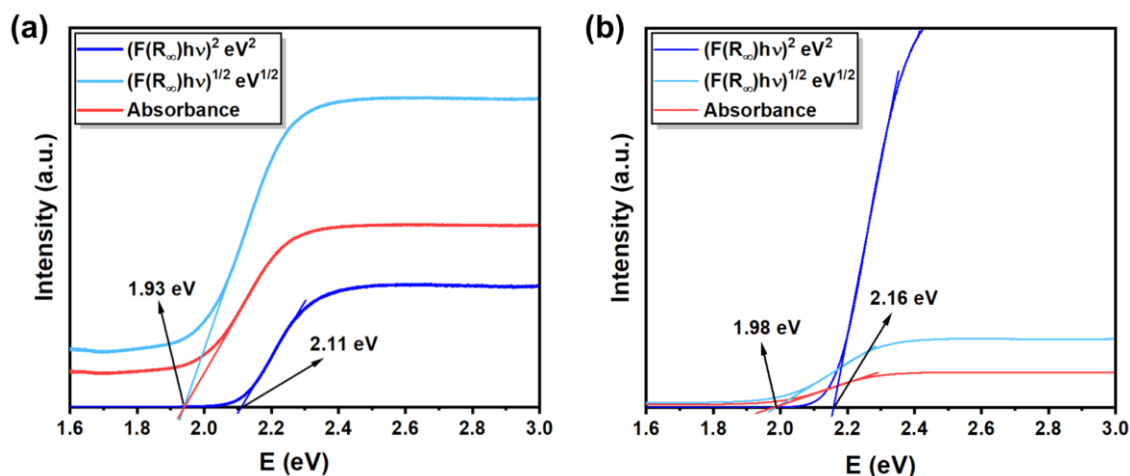 (a)
(F(R∞)hν)² eV²
(F(R∞)hν)^1/2 eV^1/2
Absorbance
Intensity (a.u.)
1.93 eV
2.11 eV
1.6 1.8 2.0 2.2 2.4 2.6 2.8 3.0
E (eV)
(b)
(F(R∞)hν)² eV²
(F(R∞)hν)^1/2 eV^1/2
Absorbance
Intensity (a.u.)
2.16 eV
1.98 eV
1.6 1.8 2.0 2.2 2.4 2.6 2.8 3.0
E (eV)